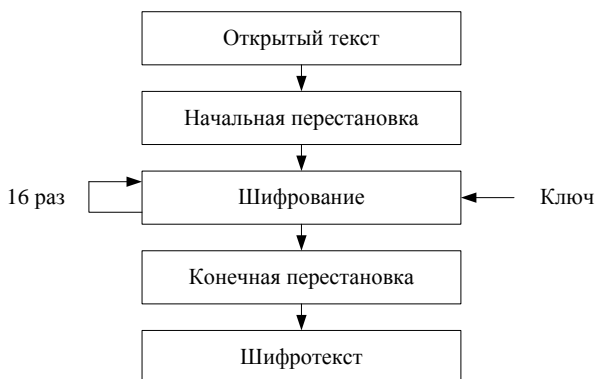 Открытый текст
Начальная перестановка
16 раз
Шифрование
Ключ
Конечная перестановка
Шифротекст